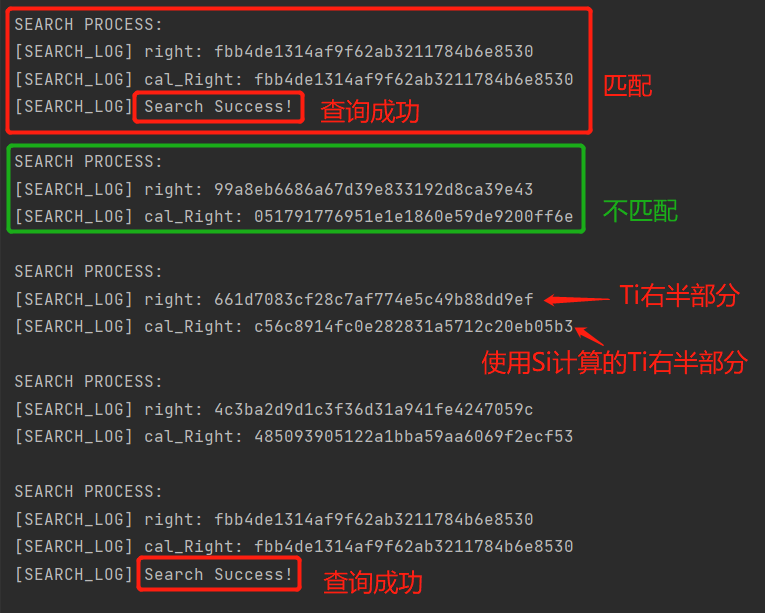 SEARCH PROCESS:
[SEARCH_LOG] right: fbb4de1314af9f62ab3211784b6e8530
[SEARCH_LOG] cal_Right: fbb4de1314af9f62ab3211784b6e8530
匹配
[SEARCH_LOG] Search Success!
查询成功
SEARCH PROCESS:
[SEARCH_LOG] right: 99a8eb6686a67d39e833192d8ca39e43
[SEARCH_LOG] cal_Right: 051791776951e1e1860e59de9200ff6e
不匹配
SEARCH PROCESS:
[SEARCH_LOG] right: 661d7083cf28c7af774e5c49b88dd9ef
Ti右半部分
[SEARCH_LOG] cal_Right: c56c8914fc0e282831a5712c20eb05b3
使用Si计算的Ti右半部分
SEARCH PROCESS:
[SEARCH_LOG] right: 4c3ba2d9d1c3f36d31a941fe4247059c
[SEARCH_LOG] cal_Right: 485093905122a1bba59aa6069f2ecf53
SEARCH PROCESS:
[SEARCH_LOG] right: fbb4de1314af9f62ab3211784b6e8530
[SEARCH_LOG] cal_Right: fbb4de1314af9f62ab3211784b6e8530
[SEARCH_LOG] Search Success!
查询成功